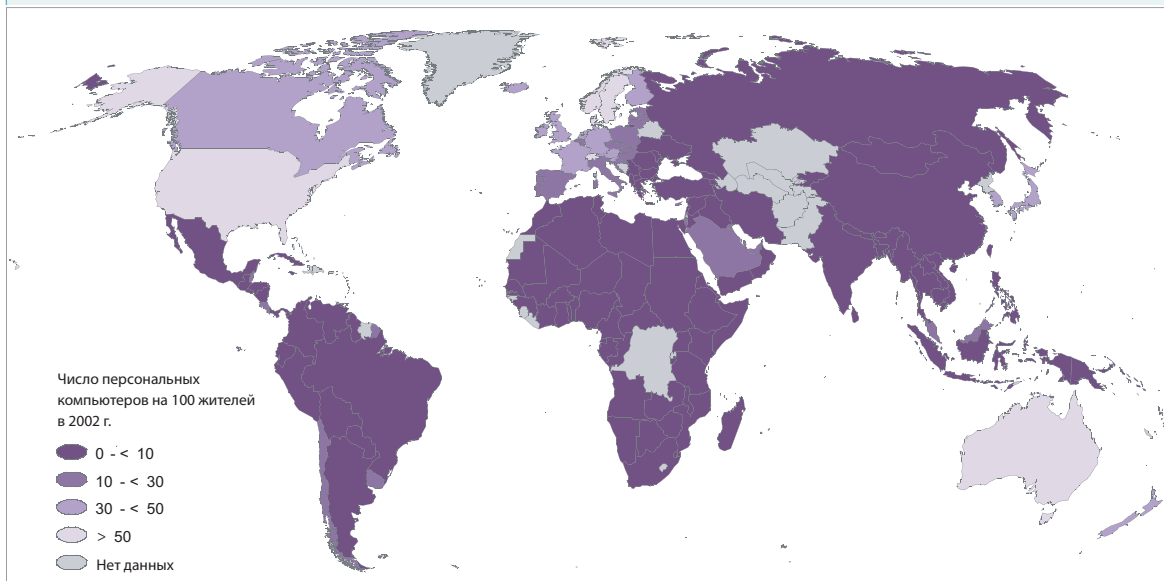 Число персональных
компьютеров на 100 жителей
в 2002 г.
0 - < 10
10 - < 30
30 - < 50
> 50
Нет данных